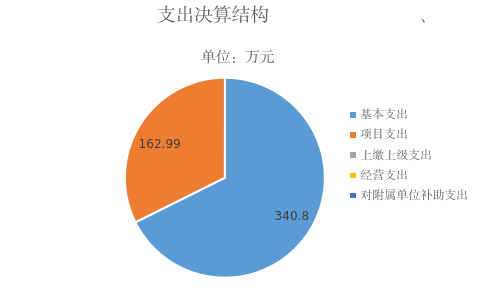 支出决算结构 、
单位：万元
162.99
340.8
基本支出
项目支出
上缴上级支出
经营支出
对附属单位补助支出